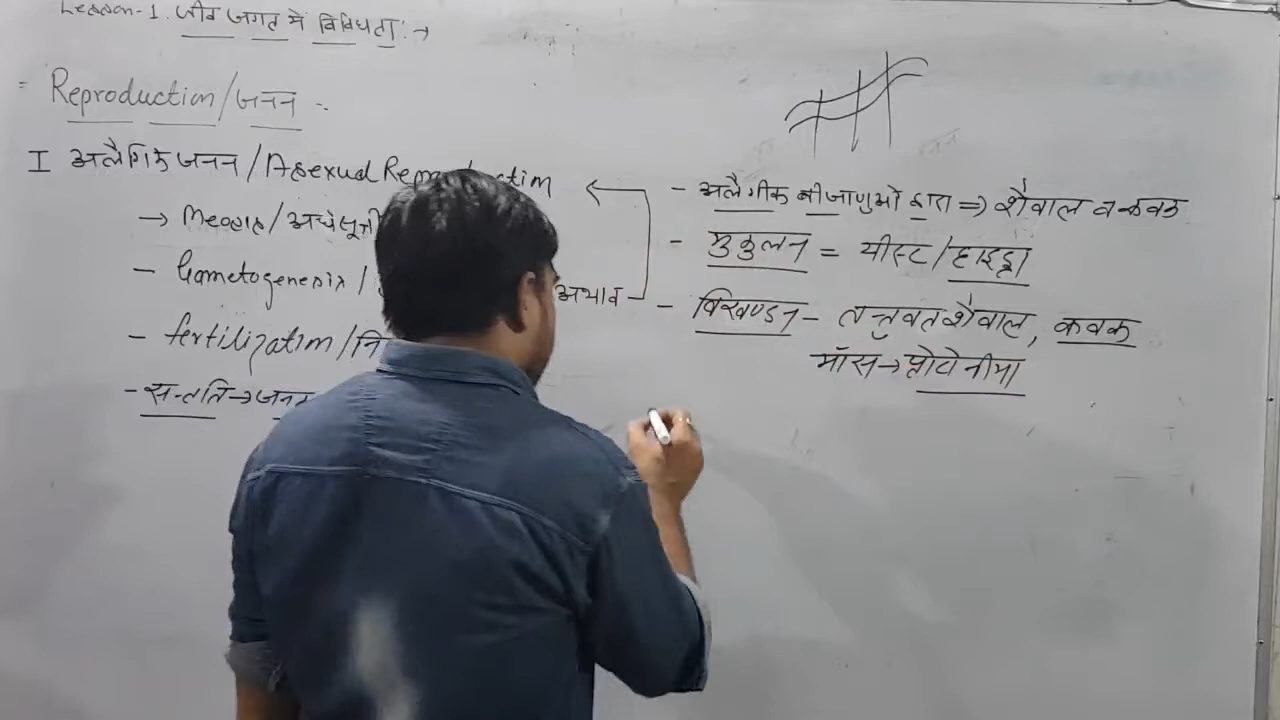 Lesson-1. जीव जगत में विविधता :→
Reproduction/जनन :-
I अलैंगिक जनन / Asexual Reproduction
→ Meosis/अर्धसूत्री
- Gametogenesis /
अभाव
- fertilization/नि
- सन्तति→जनन
- अलैंगीक बीजाणुओं द्वारा ⇒ शैवाल व कवक
- मुकुलन = यीस्ट/हाइड्रा
- विखण्डन - तन्तुवत शैवाल, कवक
मॉस→प्रोटोनीमा